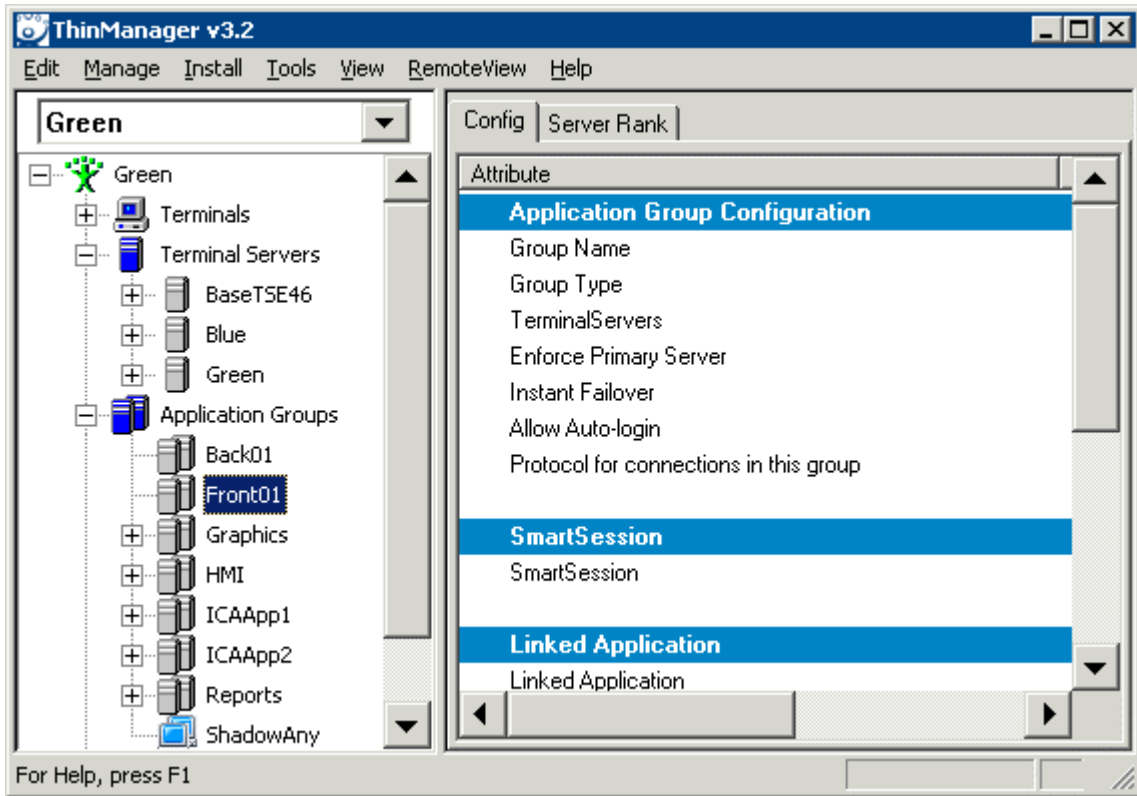 ThinManager v3.2
Edit Manage Install Tools View RemoteView Help
Green
Green
Terminals
Terminal Servers
BaseTSE46
Blue
Green
Application Groups
Back01
Front01
Graphics
HMI
ICAApp1
ICAApp2
Reports
ShadowAny
Config Server Rank
Attribute
Application Group Configuration
Group Name
Group Type
TerminalServers
Enforce Primary Server
Instant Failover
Allow Auto-login
Protocol for connections in this group
SmartSession
SmartSession
Linked Application
Linked Application
For Help, press F1